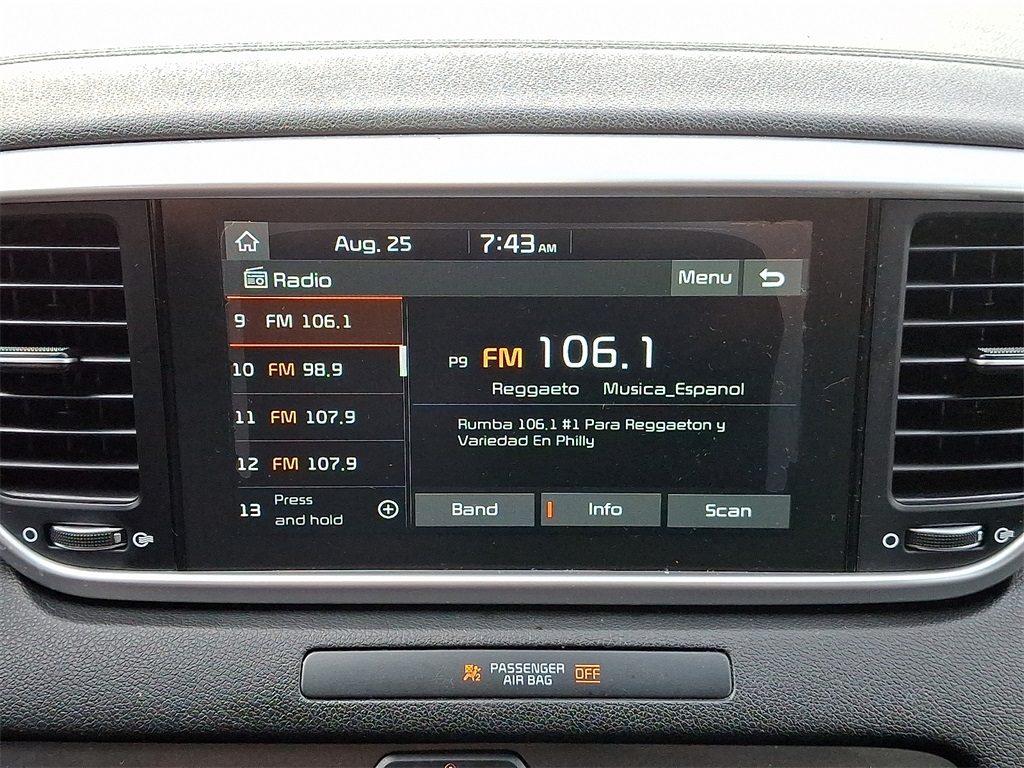 Aug. 25 7:43 AM
Radio Menu
9 FM 106.1
10 FM 98.9
11 FM 107.9
12 FM 107.9
13 Press and hold
P9 FM 106.1
Reggaeto Musica_Espanol
Rumba 106.1 #1 Para Reggaeton y
Variedad En Philly
Band Info Scan
2 PASSENGER
AIR BAG OFF